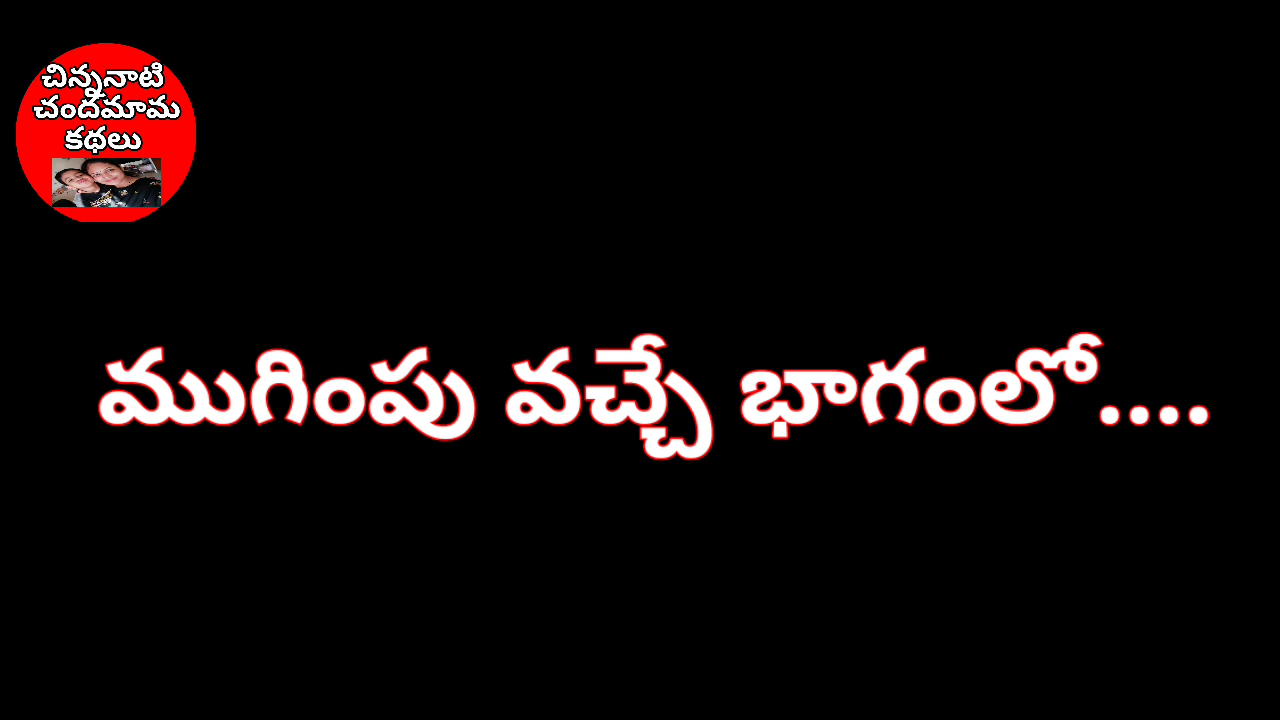 చిన్ననాటి
చందమామ
కథలు
ముగింపు వచ్చే భాగంలో....